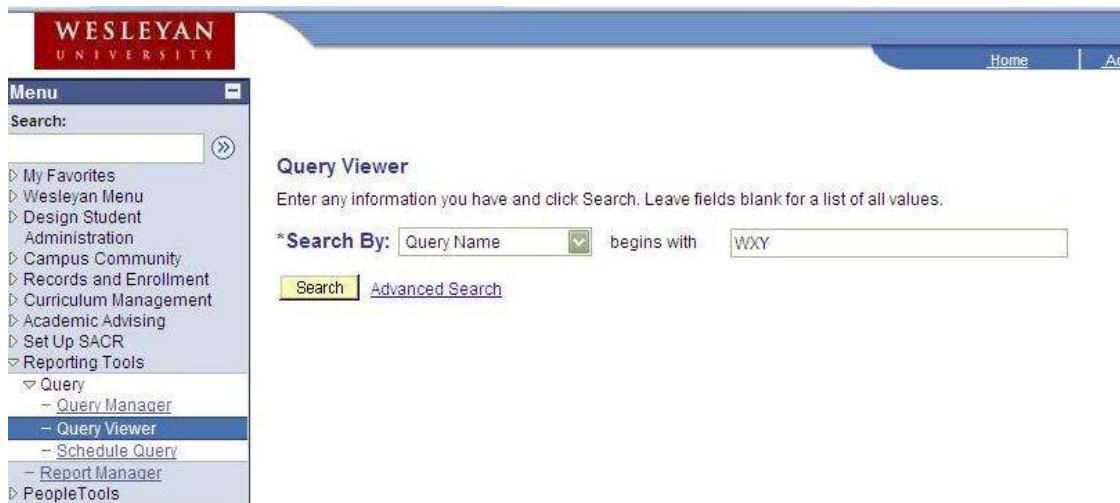 WESLEYAN
UNIVERSITY
Home
Menu
Search:
My Favorites
Wesleyan Menu
Design Student
Administration
Campus Community
Records and Enrollment
Curriculum Management
Academic Advising
Set Up SACR
Reporting Tools
Query
– Query Manager
– Query Viewer
– Schedule Query
– Report Manager
PeopleTools
Query Viewer
Enter any information you have and click Search. Leave fields blank for a list of all values.
*Search By: Query Name begins with WXY
Search Advanced Search